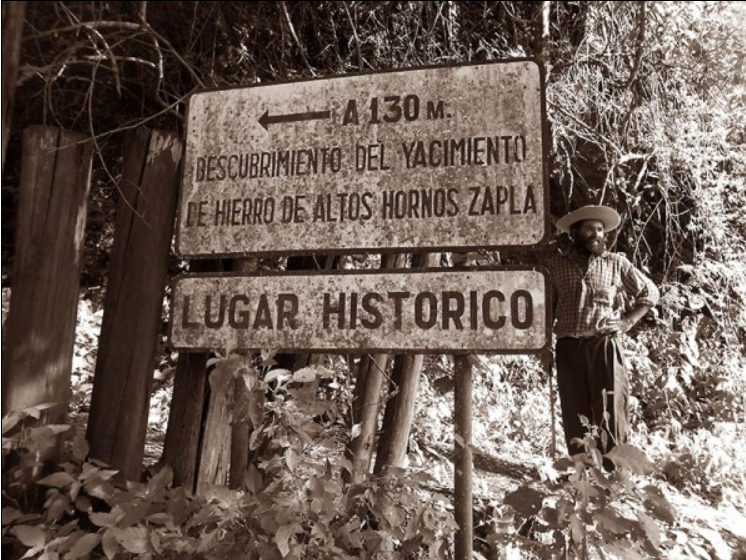 ← A 130 M.
DESCUBRIMIENTO DEL YACIMIENTO
DE HIERRO DE ALTOS HORNOS ZAPLA
LUGAR HISTORICO